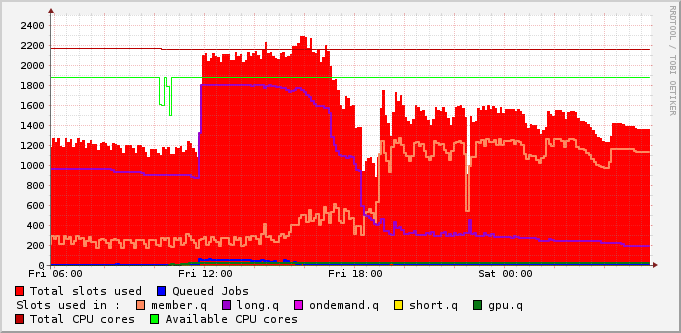 2400
2200
2000
1800
1600
1400
1200
1000
800
600
400
200
0
Fri 06:00 Fri 12:00 Fri 18:00 Sat 00:00
Total slots used Queued Jobs
Slots used in : member.q long.q ondemand.q short.q gpu.q
Total CPU cores Available CPU cores
RRDTOOL / TOBI OETIKER